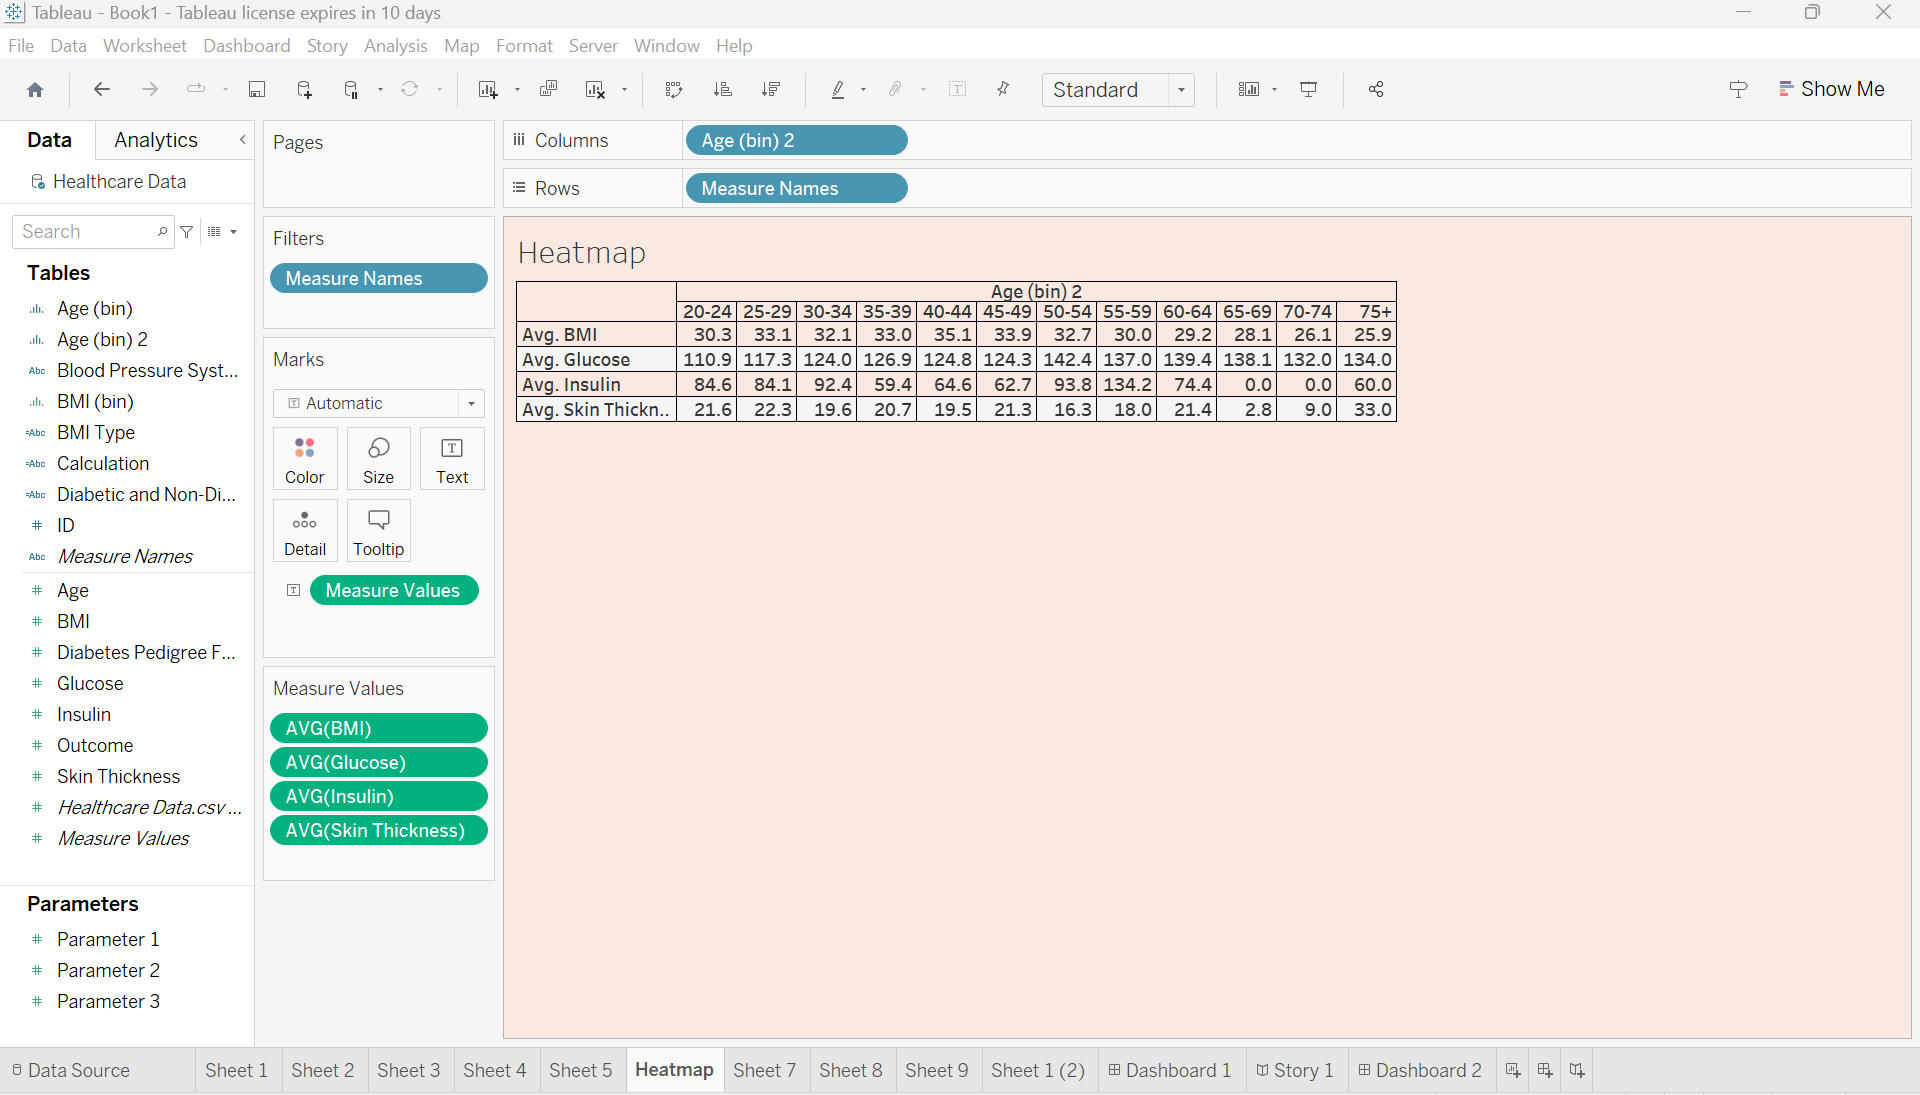 Tableau - Book1 - Tableau license expires in 10 days
File Data Worksheet Dashboard Story Analysis Map Format Server Window Help
Standard
Show Me
Data Analytics
Healthcare Data
Search
Tables
Age (bin)
Age (bin) 2
Abc Blood Pressure Syst...
BMI (bin)
=Abc BMI Type
=Abc Calculation
=Abc Diabetic and Non-Di...
# ID
Abc Measure Names
# Age
# BMI
# Diabetes Pedigree F...
# Glucose
# Insulin
# Outcome
# Skin Thickness
# Healthcare Data.csv ...
# Measure Values
Parameters
# Parameter 1
# Parameter 2
# Parameter 3
Pages
Filters
Measure Names
Marks
T Automatic
Color Size T Text
Detail Tooltip
T Measure Values
Measure Values
AVG(BMI)
AVG(Glucose)
AVG(Insulin)
AVG(Skin Thickness)
Columns Age (bin) 2
Rows Measure Names
Heatmap
Age (bin) 2
20-24 25-29 30-34 35-39 40-44 45-49 50-54 55-59 60-64 65-69 70-74 75+
Avg. BMI 30.3 33.1 32.1 33.0 35.1 33.9 32.7 30.0 29.2 28.1 26.1 25.9
Avg. Glucose 110.9 117.3 124.0 126.9 124.8 124.3 142.4 137.0 139.4 138.1 132.0 134.0
Avg. Insulin 84.6 84.1 92.4 59.4 64.6 62.7 93.8 134.2 74.4 0.0 0.0 60.0
Avg. Skin Thickn.. 21.6 22.3 19.6 20.7 19.5 21.3 16.3 18.0 21.4 2.8 9.0 33.0
Data Source Sheet 1 Sheet 2 Sheet 3 Sheet 4 Sheet 5 Heatmap Sheet 7 Sheet 8 Sheet 9 Sheet 1 (2) Dashboard 1 Story 1 Dashboard 2